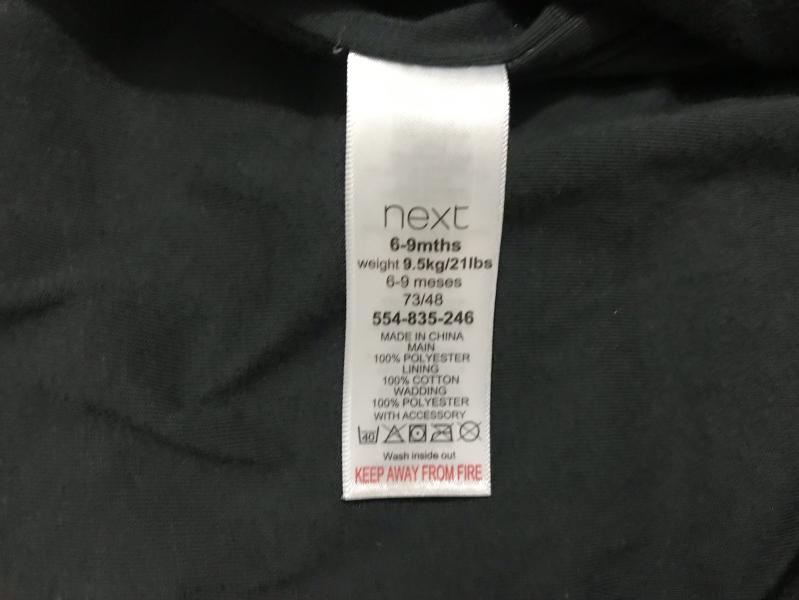 next
6-9mths
weight 9.5kg/21lbs
6-9 meses
73/48
554-835-246
MADE IN CHINA
MAIN
100% POLYESTER
LINING
100% COTTON
WADDING
100% POLYESTER
WITH ACCESSORY
40
Wash inside out
KEEP AWAY FROM FIRE